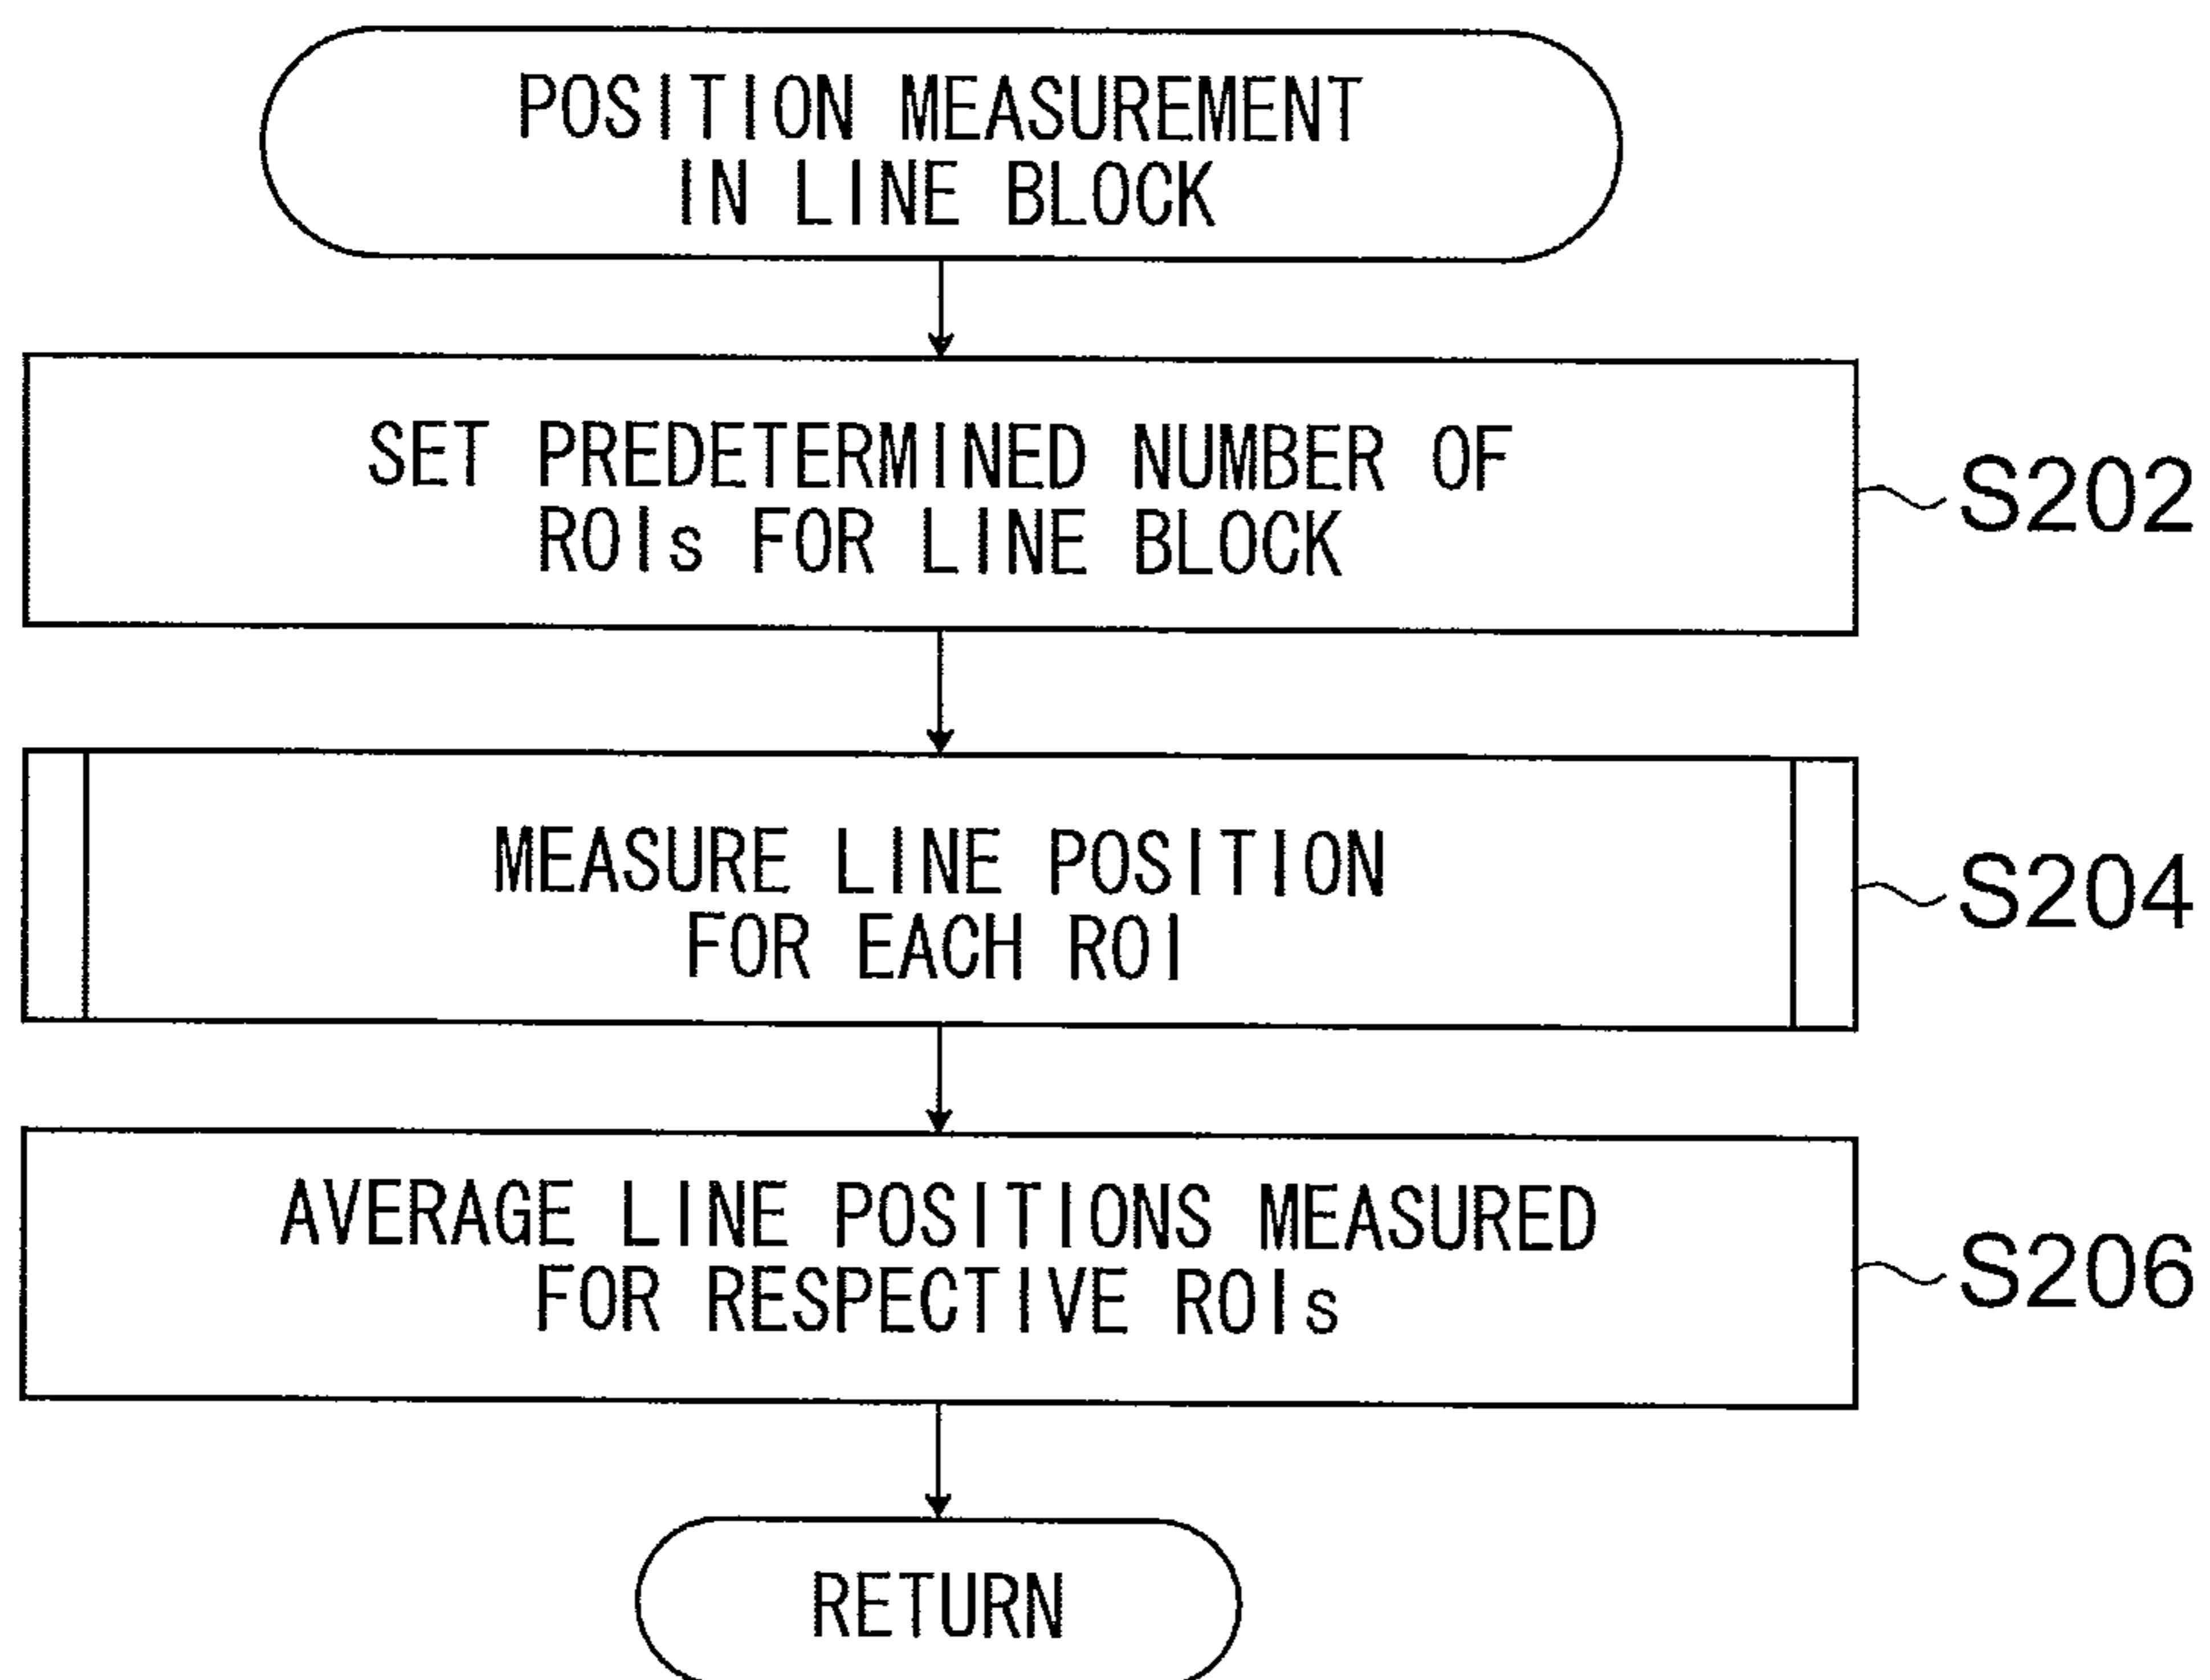 POSITION MEASUREMENT
IN LINE BLOCK
SET PREDETERMINED NUMBER OF
ROIs FOR LINE BLOCK
S202
MEASURE LINE POSITION
FOR EACH ROI
S204
AVERAGE LINE POSITIONS MEASURED
FOR RESPECTIVE ROIs
S206
RETURN